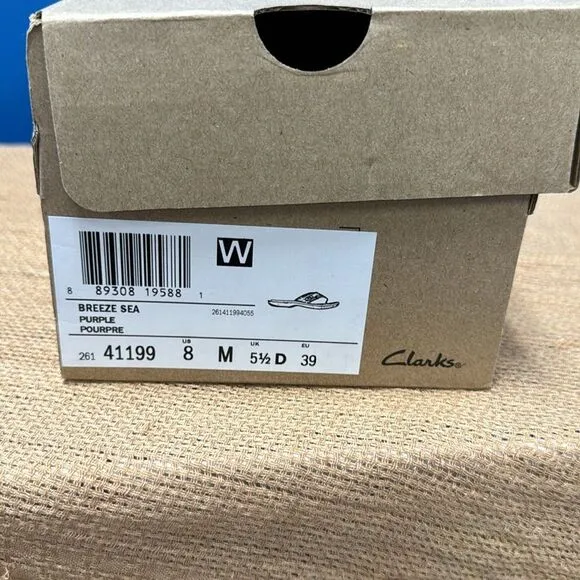 W
8 89308 19588 1
BREEZE SEA
261411994055
PURPLE
POURPRE
US UK EU
261 41199 8 M 5½ D 39
Clarks®